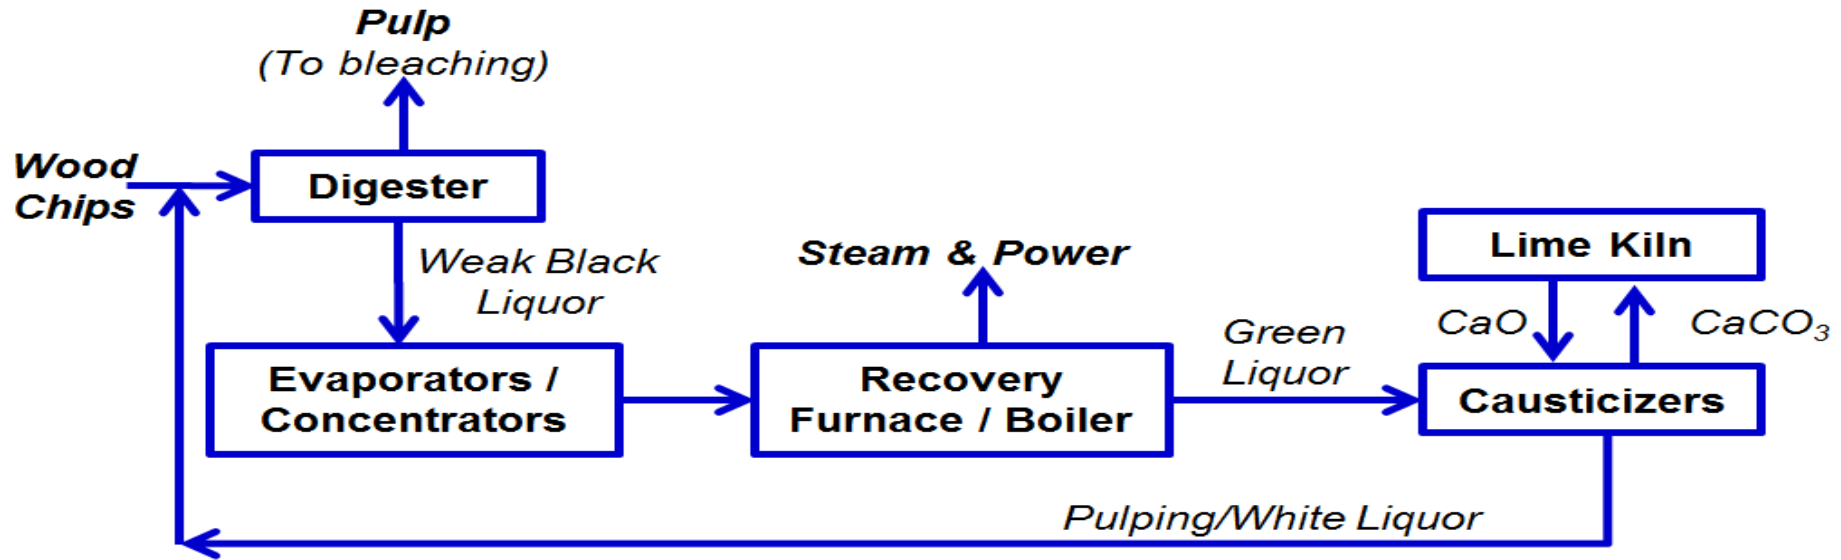 Pulp
(To bleaching)
Wood
Chips
Digester
Weak Black
Liquor
Evaporators /
Concentrators
Steam & Power
Recovery
Furnace / Boiler
Green
Liquor
Lime Kiln
CaO
CaCO₃
Causticizers
Pulping/White Liquor